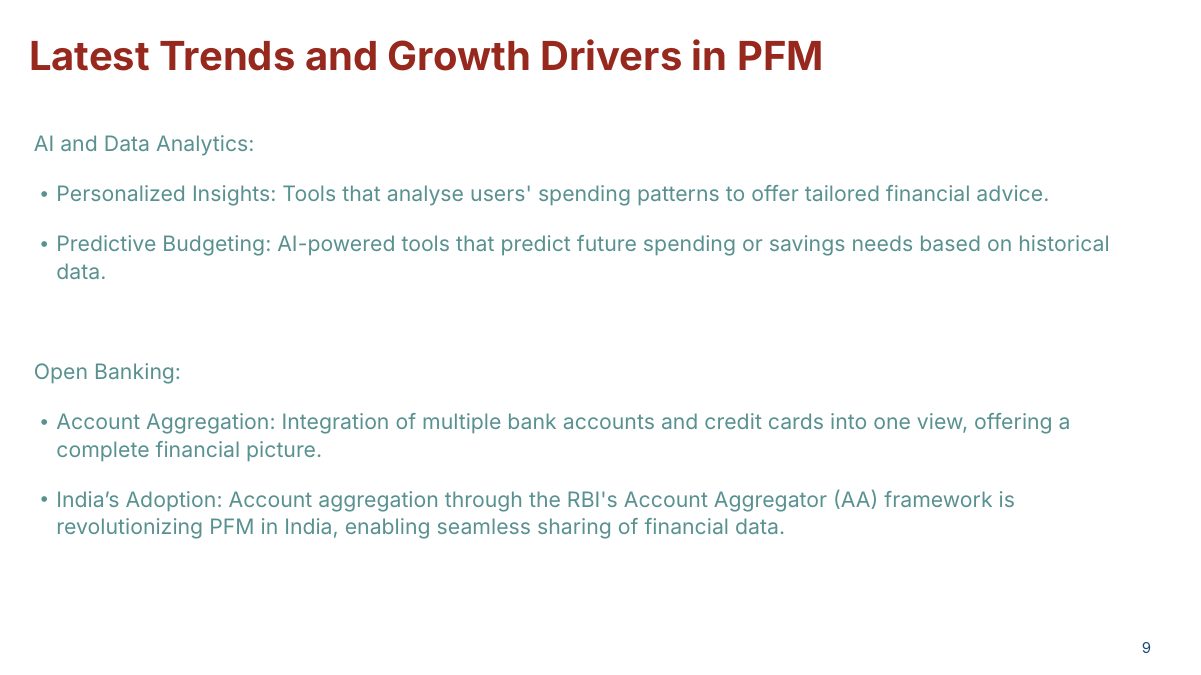 Latest Trends and Growth Drivers in PFM
AI and Data Analytics:
• Personalized Insights: Tools that analyse users' spending patterns to offer tailored financial advice.
• Predictive Budgeting: AI-powered tools that predict future spending or savings needs based on historical
data.
Open Banking:
• Account Aggregation: Integration of multiple bank accounts and credit cards into one view, offering a
complete financial picture.
• India’s Adoption: Account aggregation through the RBI's Account Aggregator (AA) framework is
revolutionizing PFM in India, enabling seamless sharing of financial data.
9